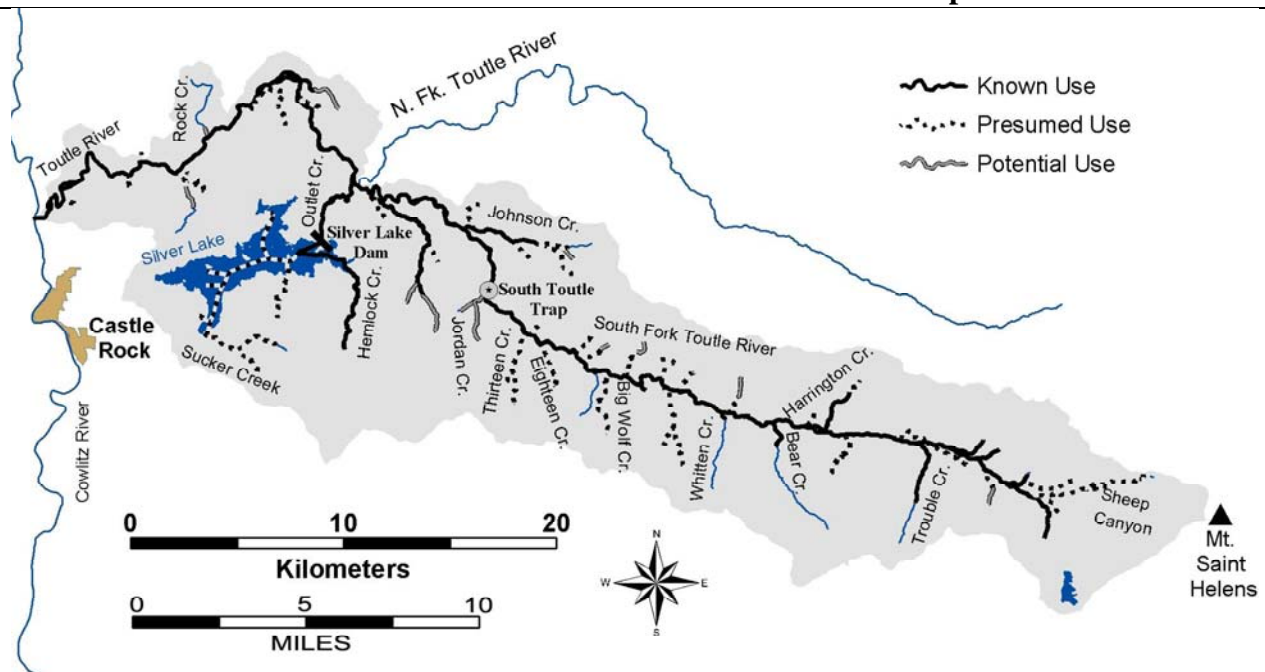 N. Fk. Toutle River
Known Use
Presumed Use
Potential Use
Rock Cr.
Toutle River
Outlet Cr.
Johnson Cr.
Silver Lake
Silver Lake
Dam
South Toutle
Trap
Hemlock Cr.
Jordan Cr.
Castle
Rock
Sucker Creek
Thirteen Cr.
Eighteen Cr.
South Fork Toutle River
Big Wolf Cr.
Harrington Cr.
Whitten Cr.
Bear Cr.
Trouble Cr.
Sheep
Canyon
Mt.
Saint
Helens
Cowlitz River
0 10 20
Kilometers
0 5 10
MILES
N
W E
S